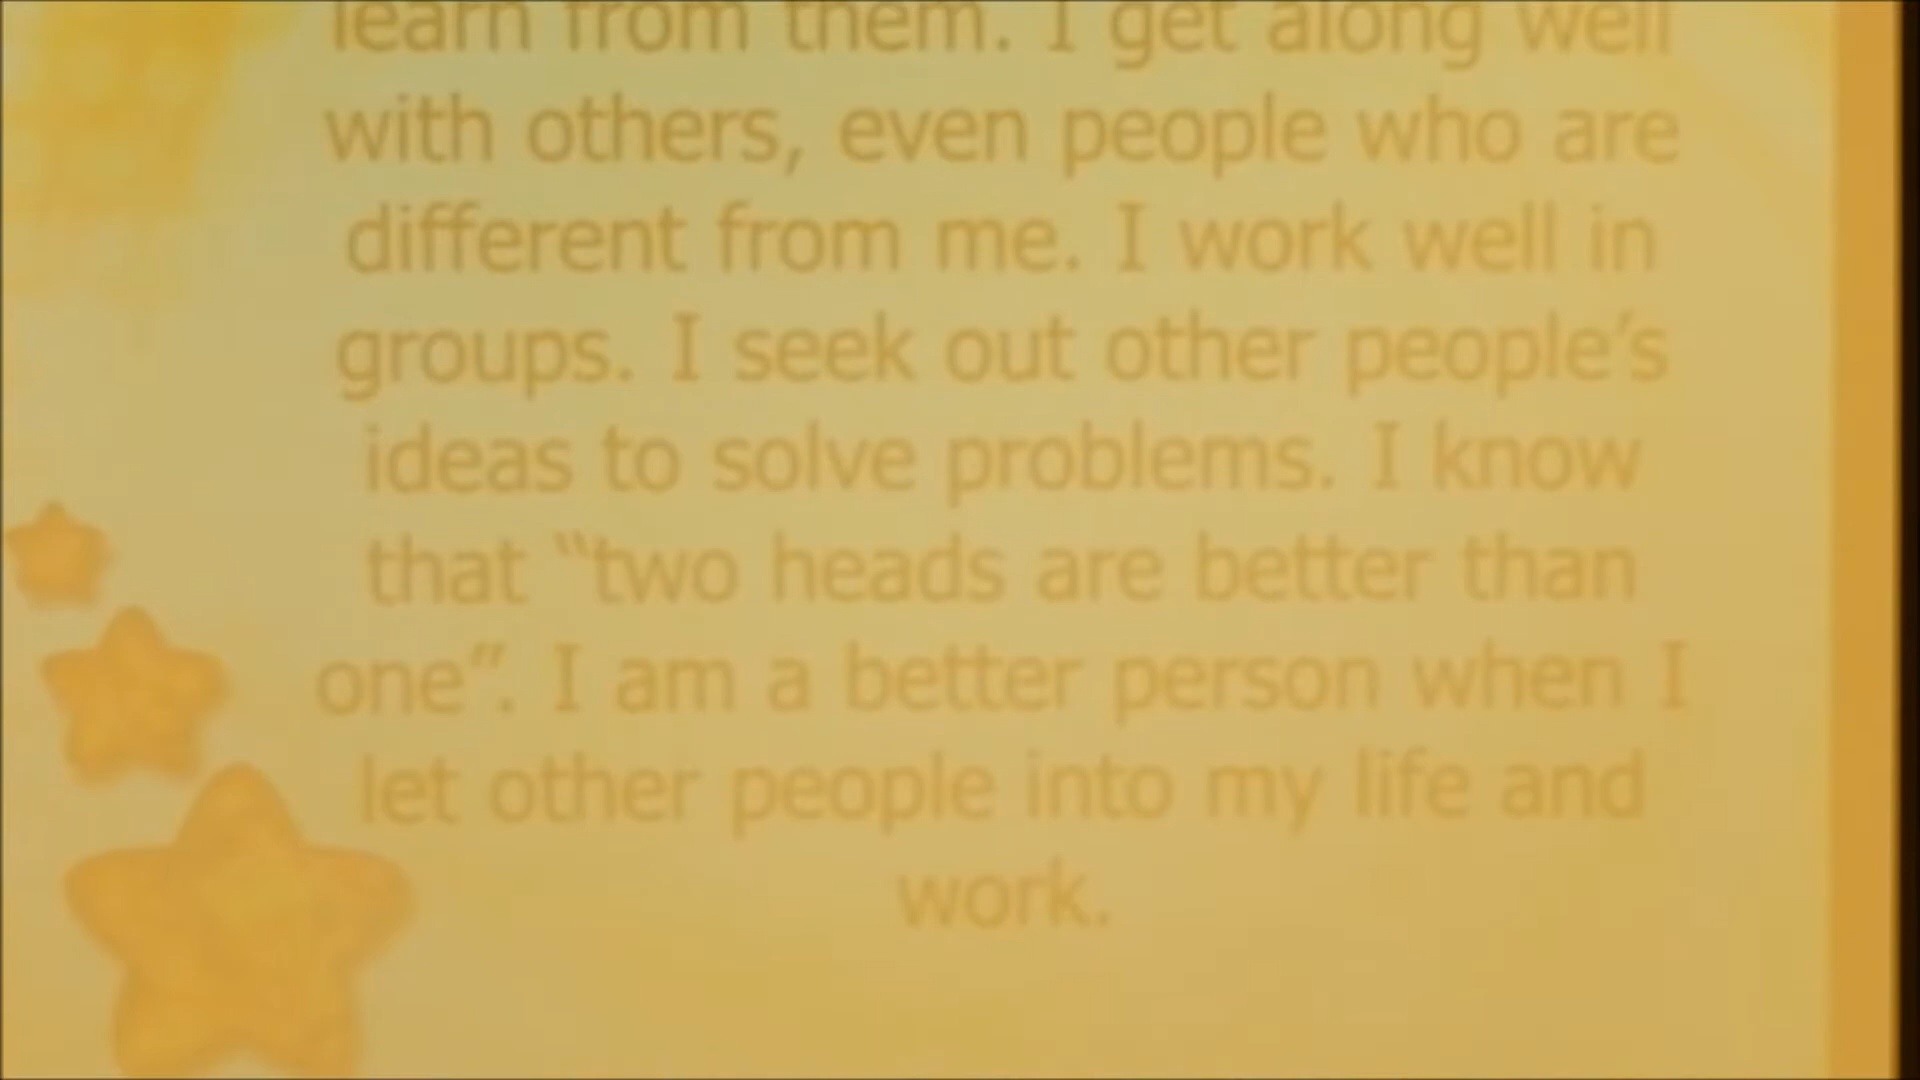 learn from them. I get along well
with others, even people who are
different from me. I work well in
groups. I seek out other people’s
ideas to solve problems. I know
that “two heads are better than
one”. I am a better person when I
let other people into my life and
work.